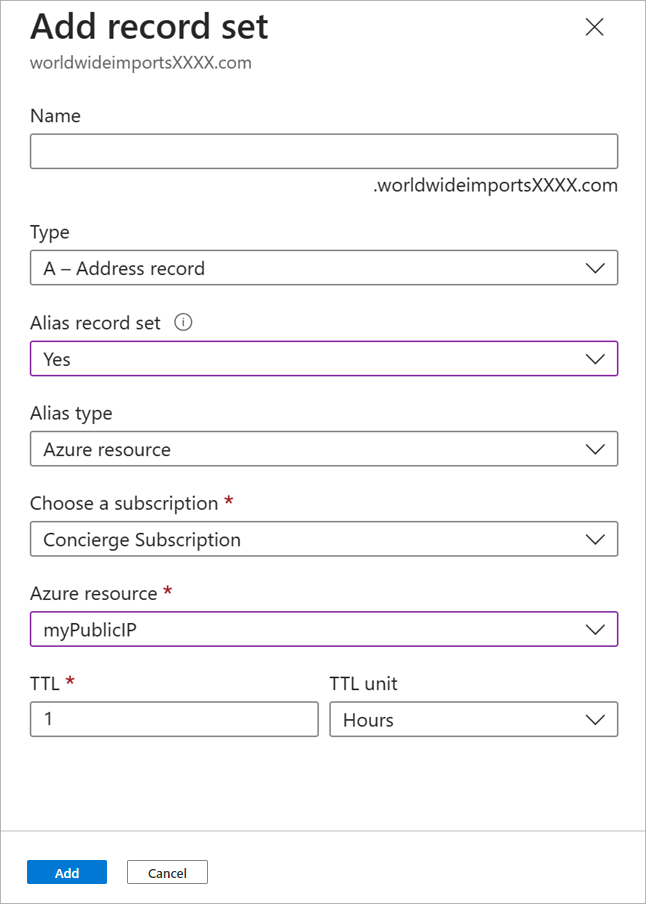 Add record set
worldwideimportsXXXX.com
Name
.worldwideimportsXXXX.com
Type
A – Address record
Alias record set
Yes
Alias type
Azure resource
Choose a subscription *
Concierge Subscription
Azure resource *
myPublicIP
TTL * TTL unit
1 Hours
Add Cancel